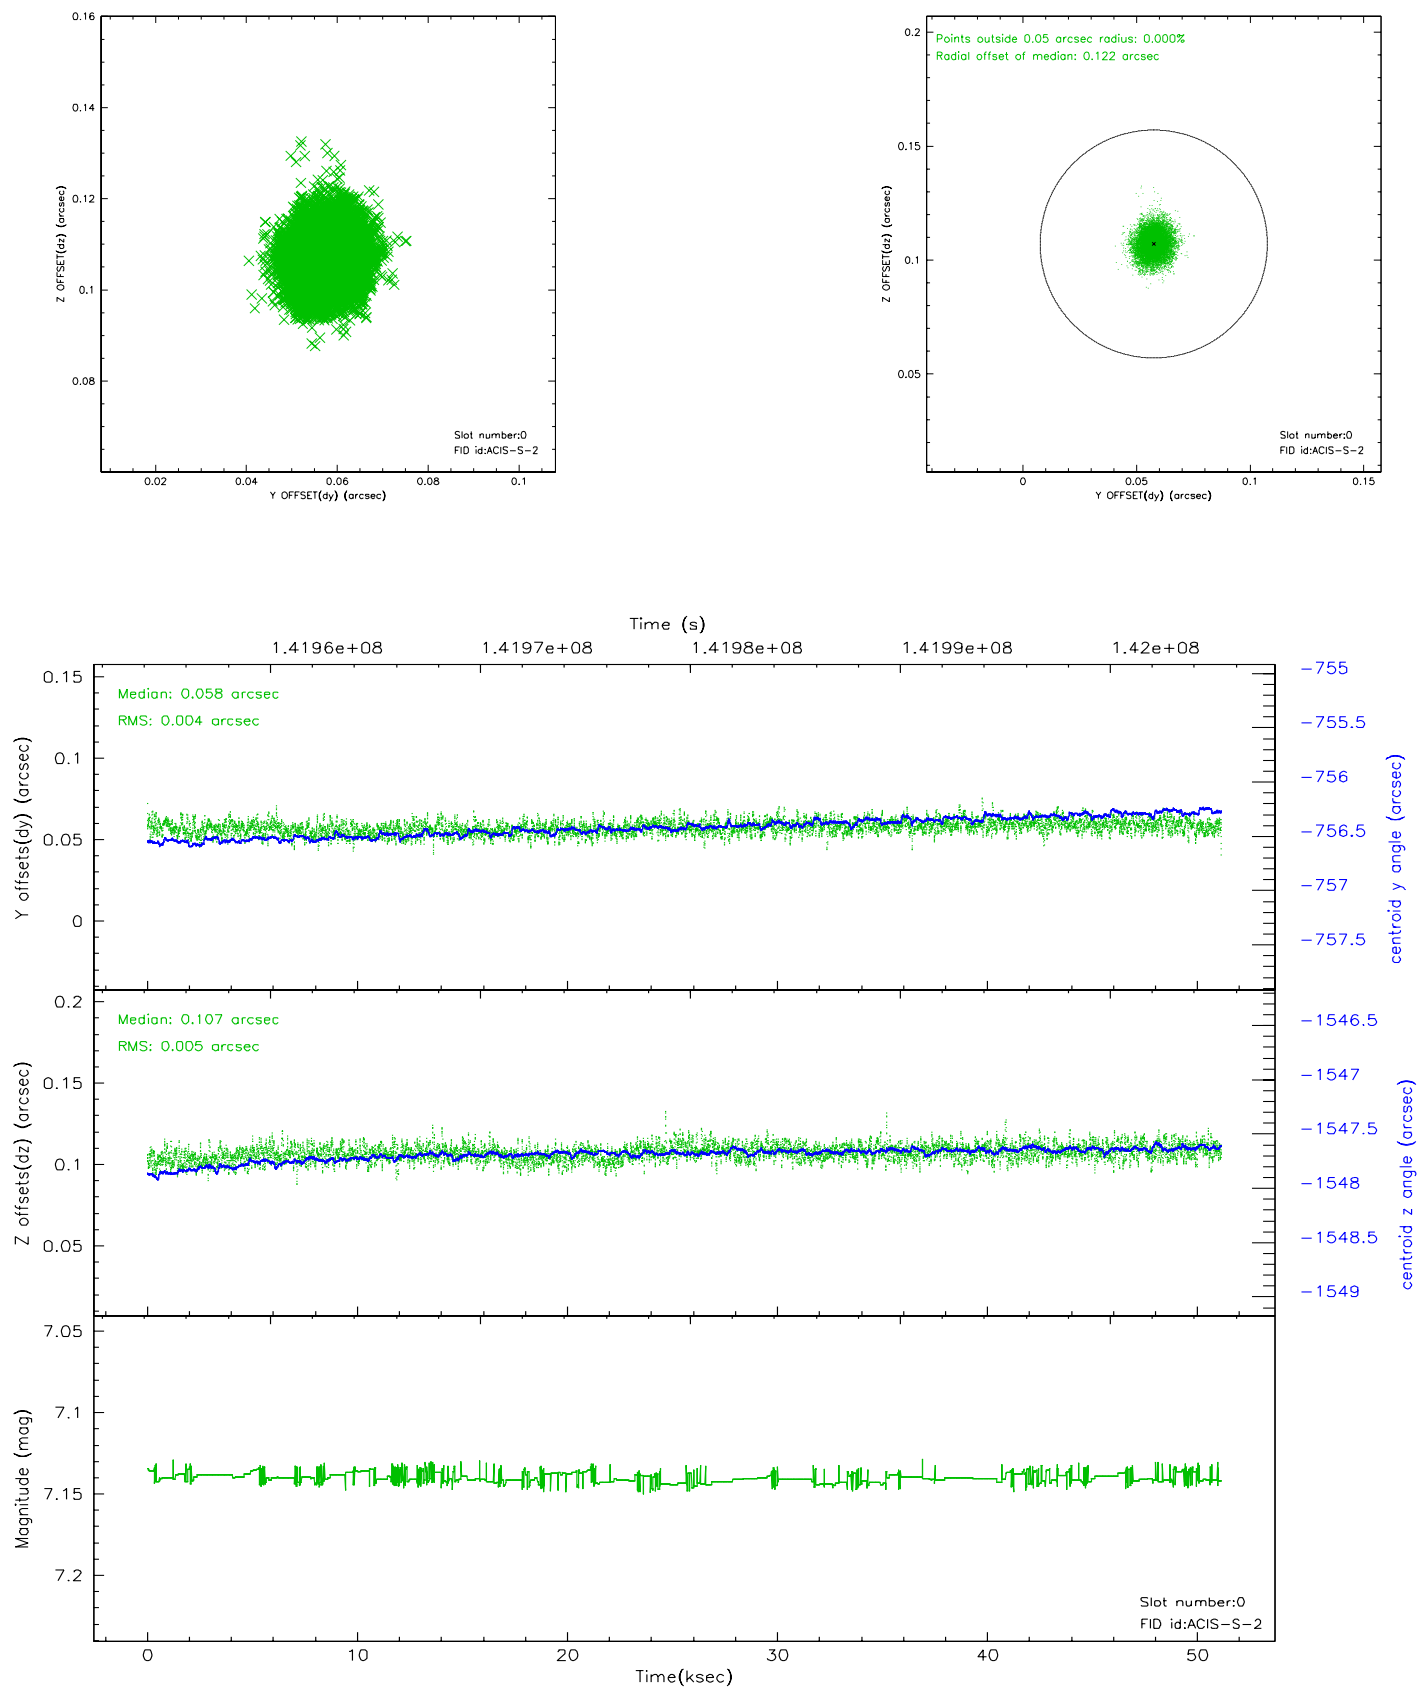 0.16
0.14
0.12
0.1
0.08
Z OFFSET(dz) (arcsec)
Slot number:0
FID id:ACIS-S-2
0.02 0.04 0.06 0.08 0.1
Y OFFSET(dy) (arcsec)
0.2
0.15
0.1
0.05
Z OFFSET(dz) (arcsec)
Points outside 0.05 arcsec radius: 0.000%
Radial offset of median: 0.122 arcsec
Slot number:0
FID id:ACIS-S-2
0 0.05 0.1 0.15
Y OFFSET(dy) (arcsec)
Time (s)
1.4196e+08 1.4197e+08 1.4198e+08 1.4199e+08 1.42e+08
0.15
0.1
0.05
0
Y offsets(dy) (arcsec)
Median: 0.058 arcsec
RMS: 0.004 arcsec
-755
-755.5
-756
-756.5
-757
-757.5
centroid y angle (arcsec)
0.2
0.15
0.1
0.05
Z offsets(dz) (arcsec)
Median: 0.107 arcsec
RMS: 0.005 arcsec
-1546.5
-1547
-1547.5
-1548
-1548.5
-1549
centroid z angle (arcsec)
7.05
7.1
7.15
7.2
Magnitude (mag)
Slot number:0
FID id:ACIS-S-2
0 10 20 30 40 50
Time(ksec)